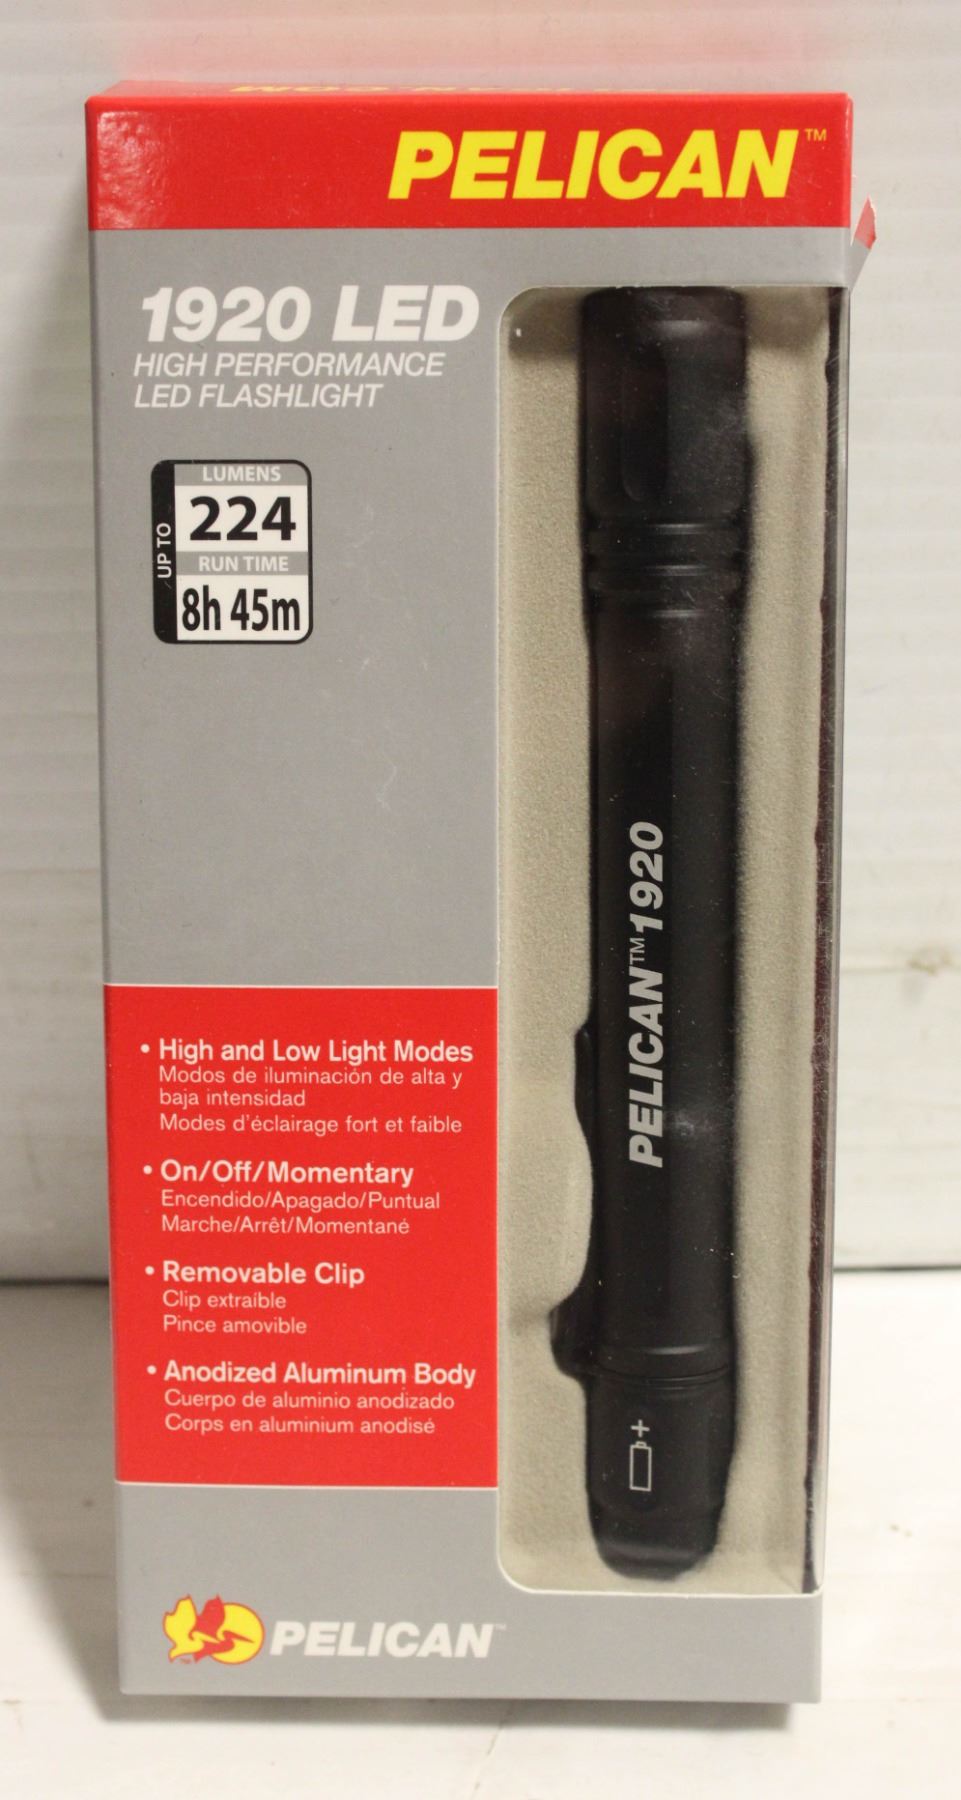 PELICAN™
1920 LED
HIGH PERFORMANCE
LED FLASHLIGHT
UP TO
LUMENS
224
RUN TIME
8h 45m
• High and Low Light Modes
Modos de iluminación de alta y
baja intensidad
Modes d'éclairage fort et faible
• On/Off/Momentary
Encendido/Apagado/Puntual
Marche/Arrêt/Momentané
• Removable Clip
Clip extraíble
Pince amovible
• Anodized Aluminum Body
Cuerpo de aluminio anodizado
Corps en aluminium anodisé
PELICAN™
PELICAN™1920
+